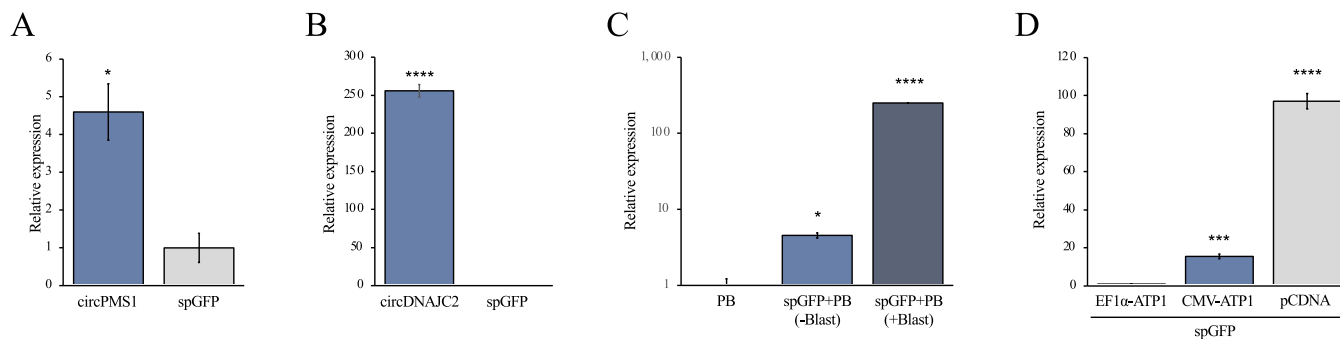 A
Relative expression
6
5
4
3
2
1
0
*
circPMS1
spGFP
B
Relative expression
300
250
200
150
100
50
0
****
circDNAJC2
spGFP
C
Relative expression
1,000
100
10
1
*
****
PB
spGFP+PB
(-Blast)
spGFP+PB
(+Blast)
D
Relative expression
120
100
80
60
40
20
0
***
****
EF1α-ATP1
CMV-ATP1
pCDNA
spGFP